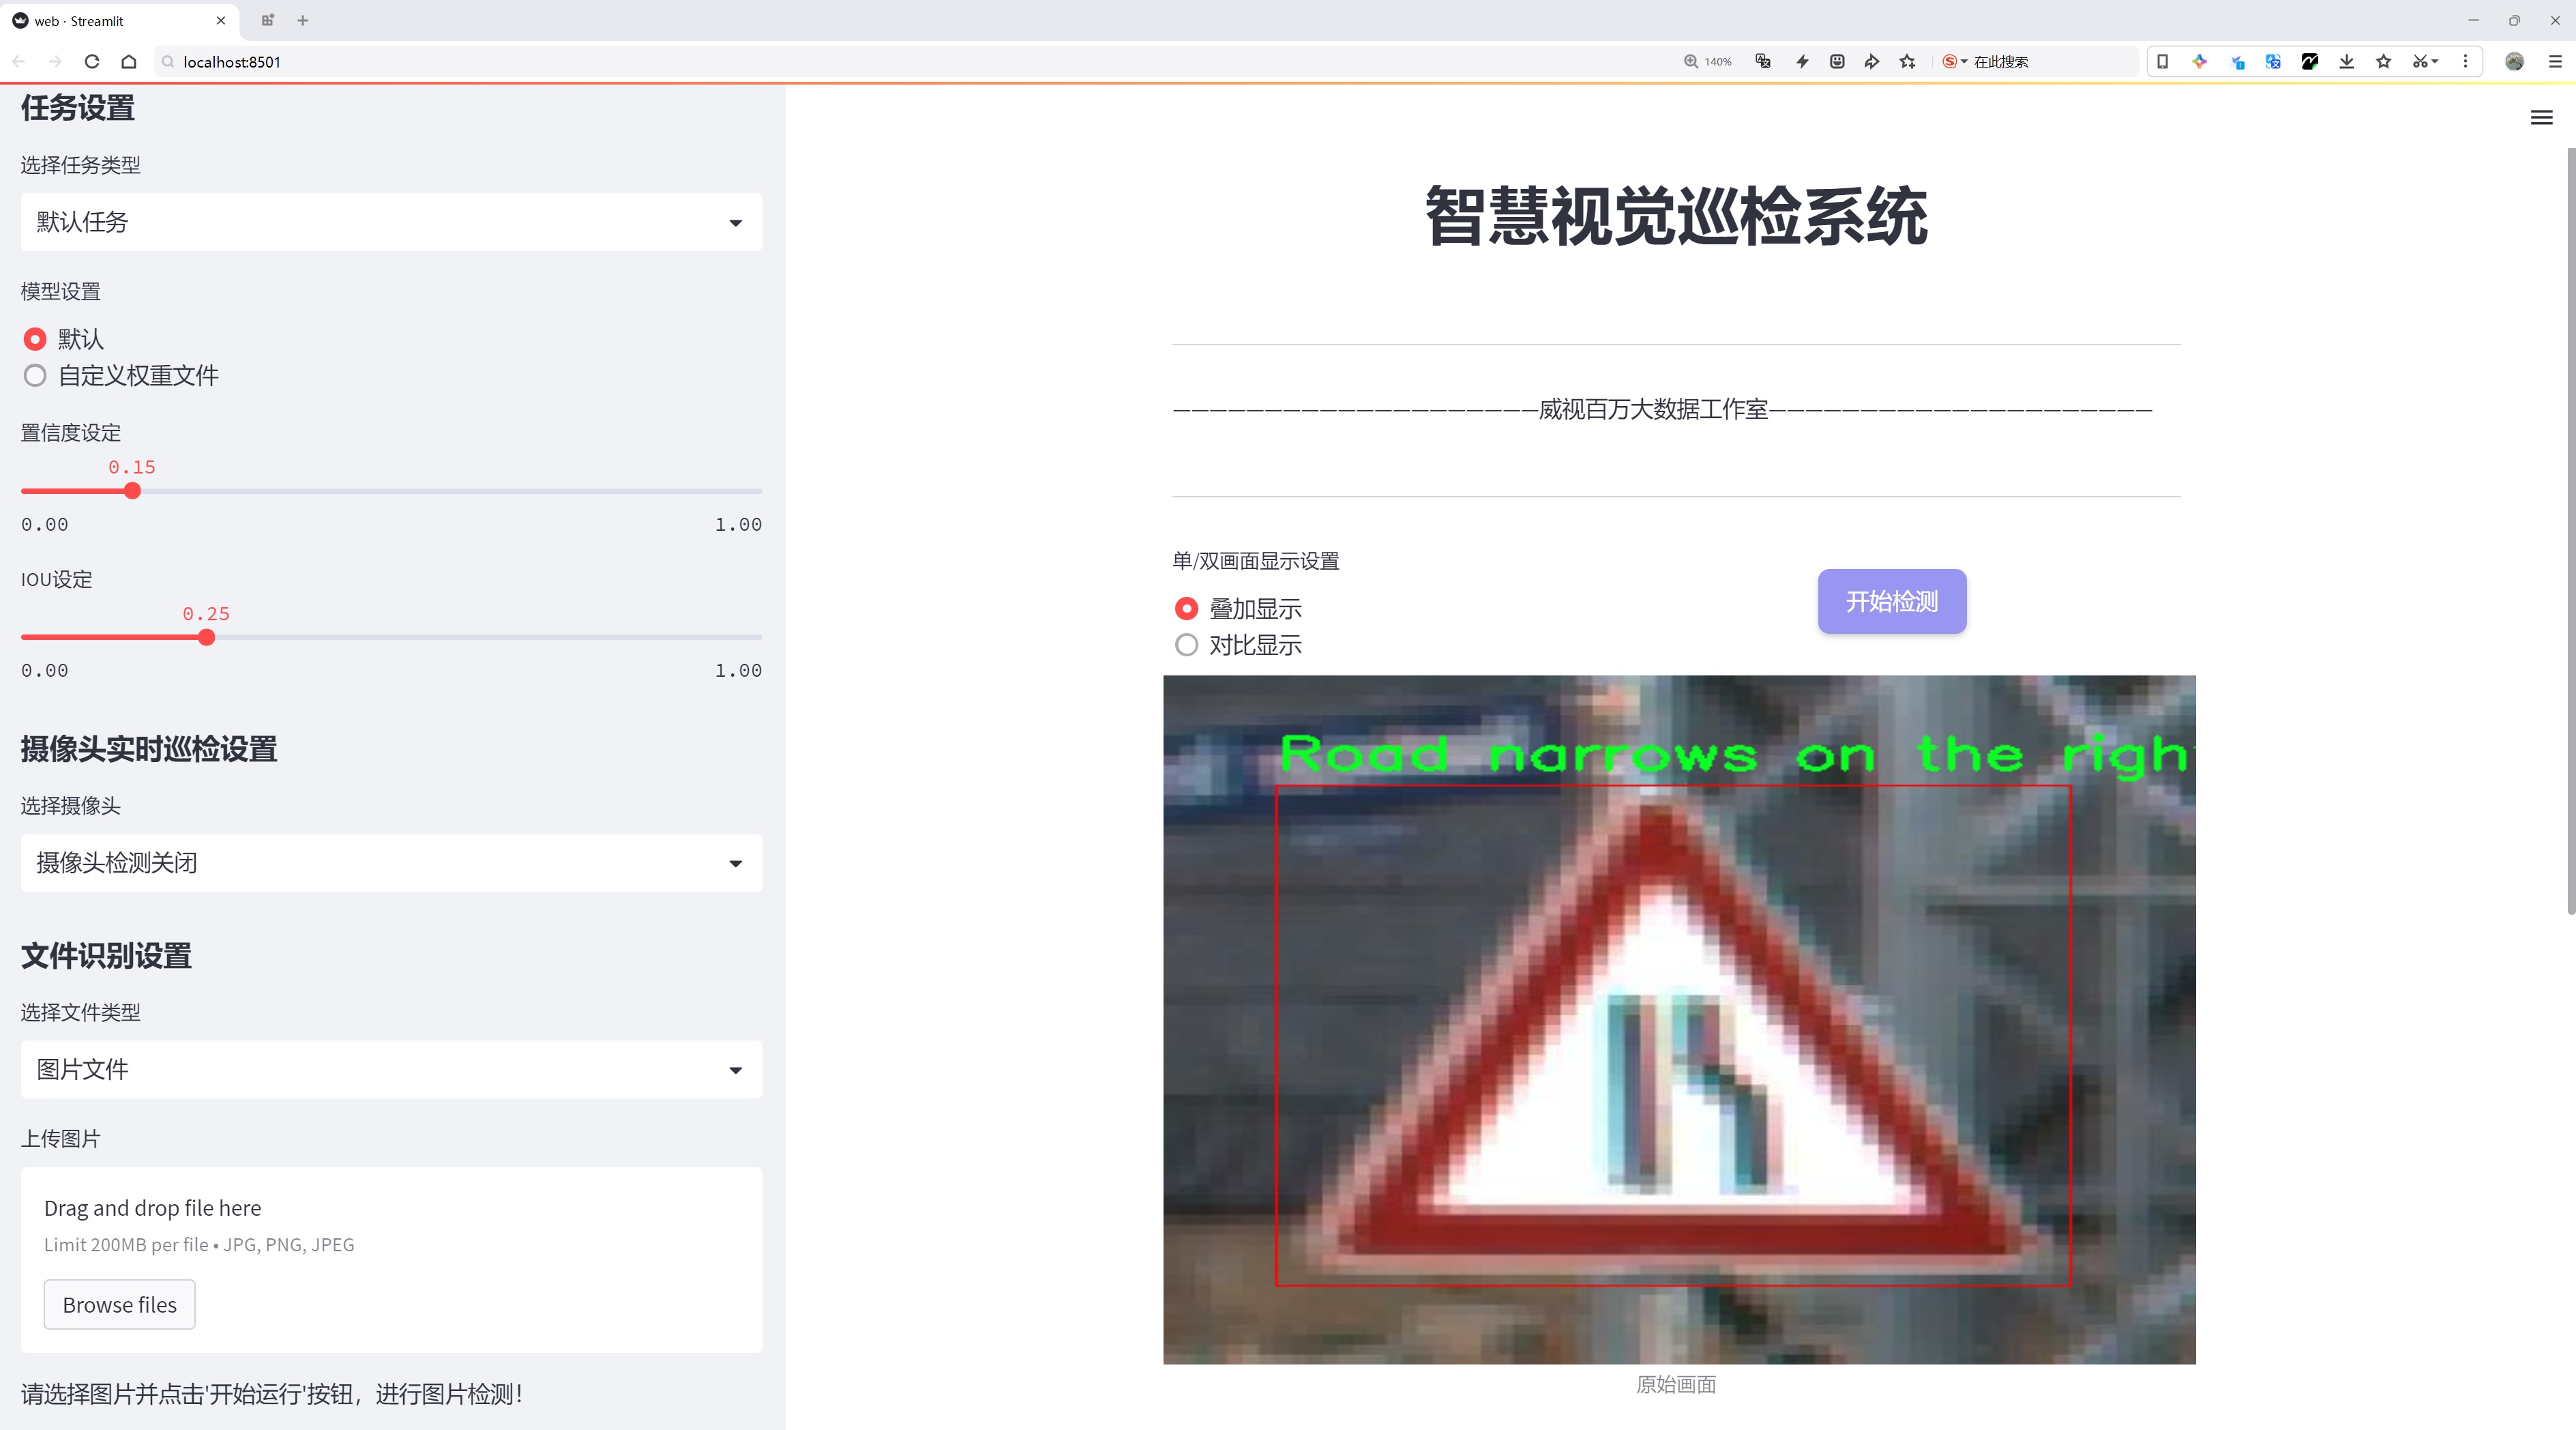 web · Streamlit
localhost:8501
140%
在此搜索
任务设置
选择任务类型
默认任务
模型设置
默认
自定义权重文件
置信度设定
0.15
0.00
1.00
IOU设定
0.25
0.00
1.00
摄像头实时巡检设置
选择摄像头
摄像头检测关闭
文件识别设置
选择文件类型
图片文件
上传图片
Drag and drop file here
Limit 200MB per file • JPG, PNG, JPEG
Browse files
请选择图片并点击'开始运行'按钮，进行图片检测！
智慧视觉巡检系统
————————————————————威视百万大数据工作室—————————————————————
单/双画面显示设置
叠加显示
对比显示
开始检测
Road narrows on the righ
原始画面